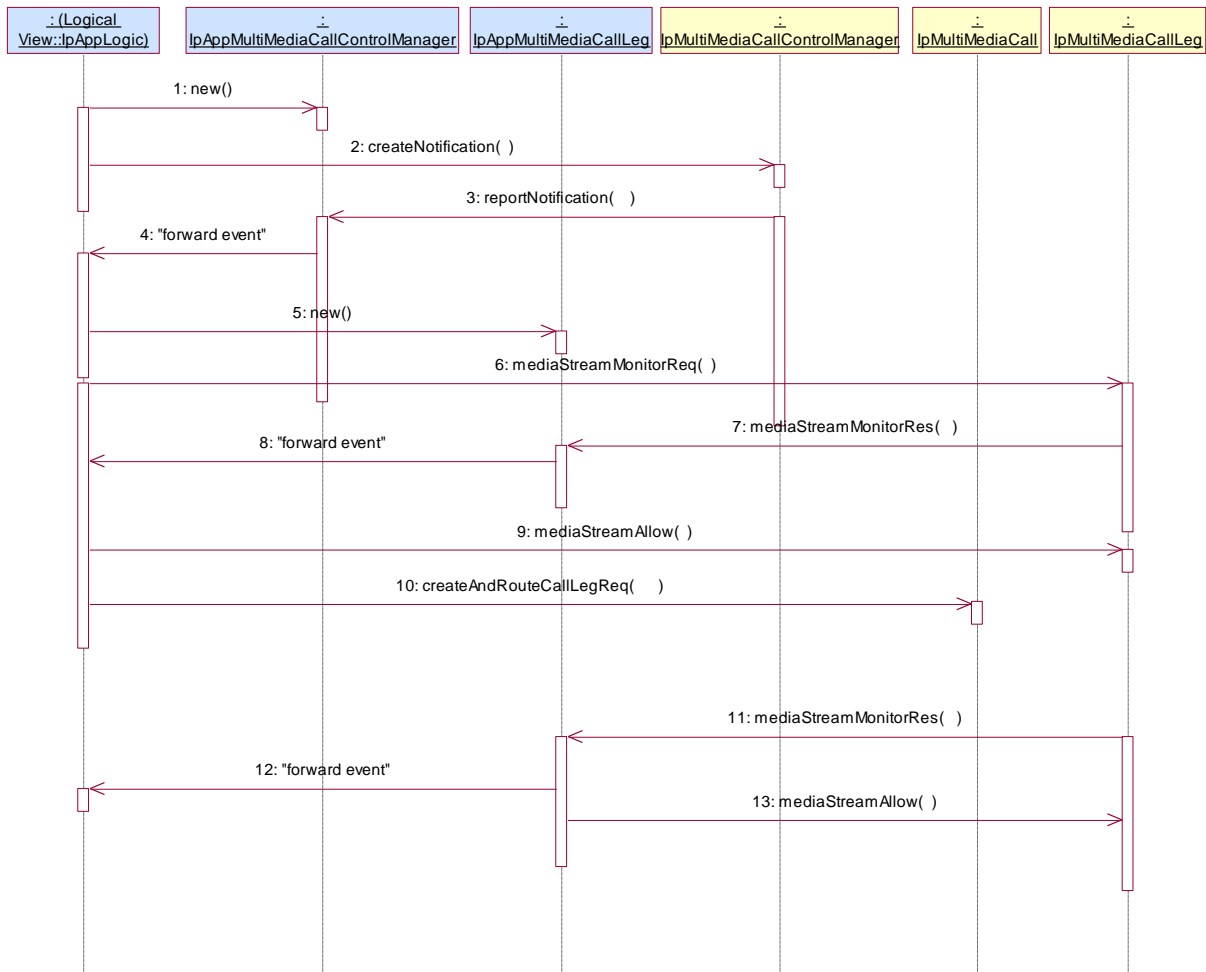 : (Logical
View::IpAppLogic)
:
IpAppMultiMediaCallControlManager
:
IpAppMultiMediaCallLeg
:
IpMultiMediaCallControlManager
:
IpMultiMediaCall
:
IpMultiMediaCallLeg
1: new()
2: createNotification( )
3: reportNotification( )
4: "forward event"
5: new()
6: mediaStreamMonitorReq( )
7: mediaStreamMonitorRes( )
8: "forward event"
9: mediaStreamAllow( )
10: createAndRouteCallLegReq( )
11: mediaStreamMonitorRes( )
12: "forward event"
13: mediaStreamAllow( )